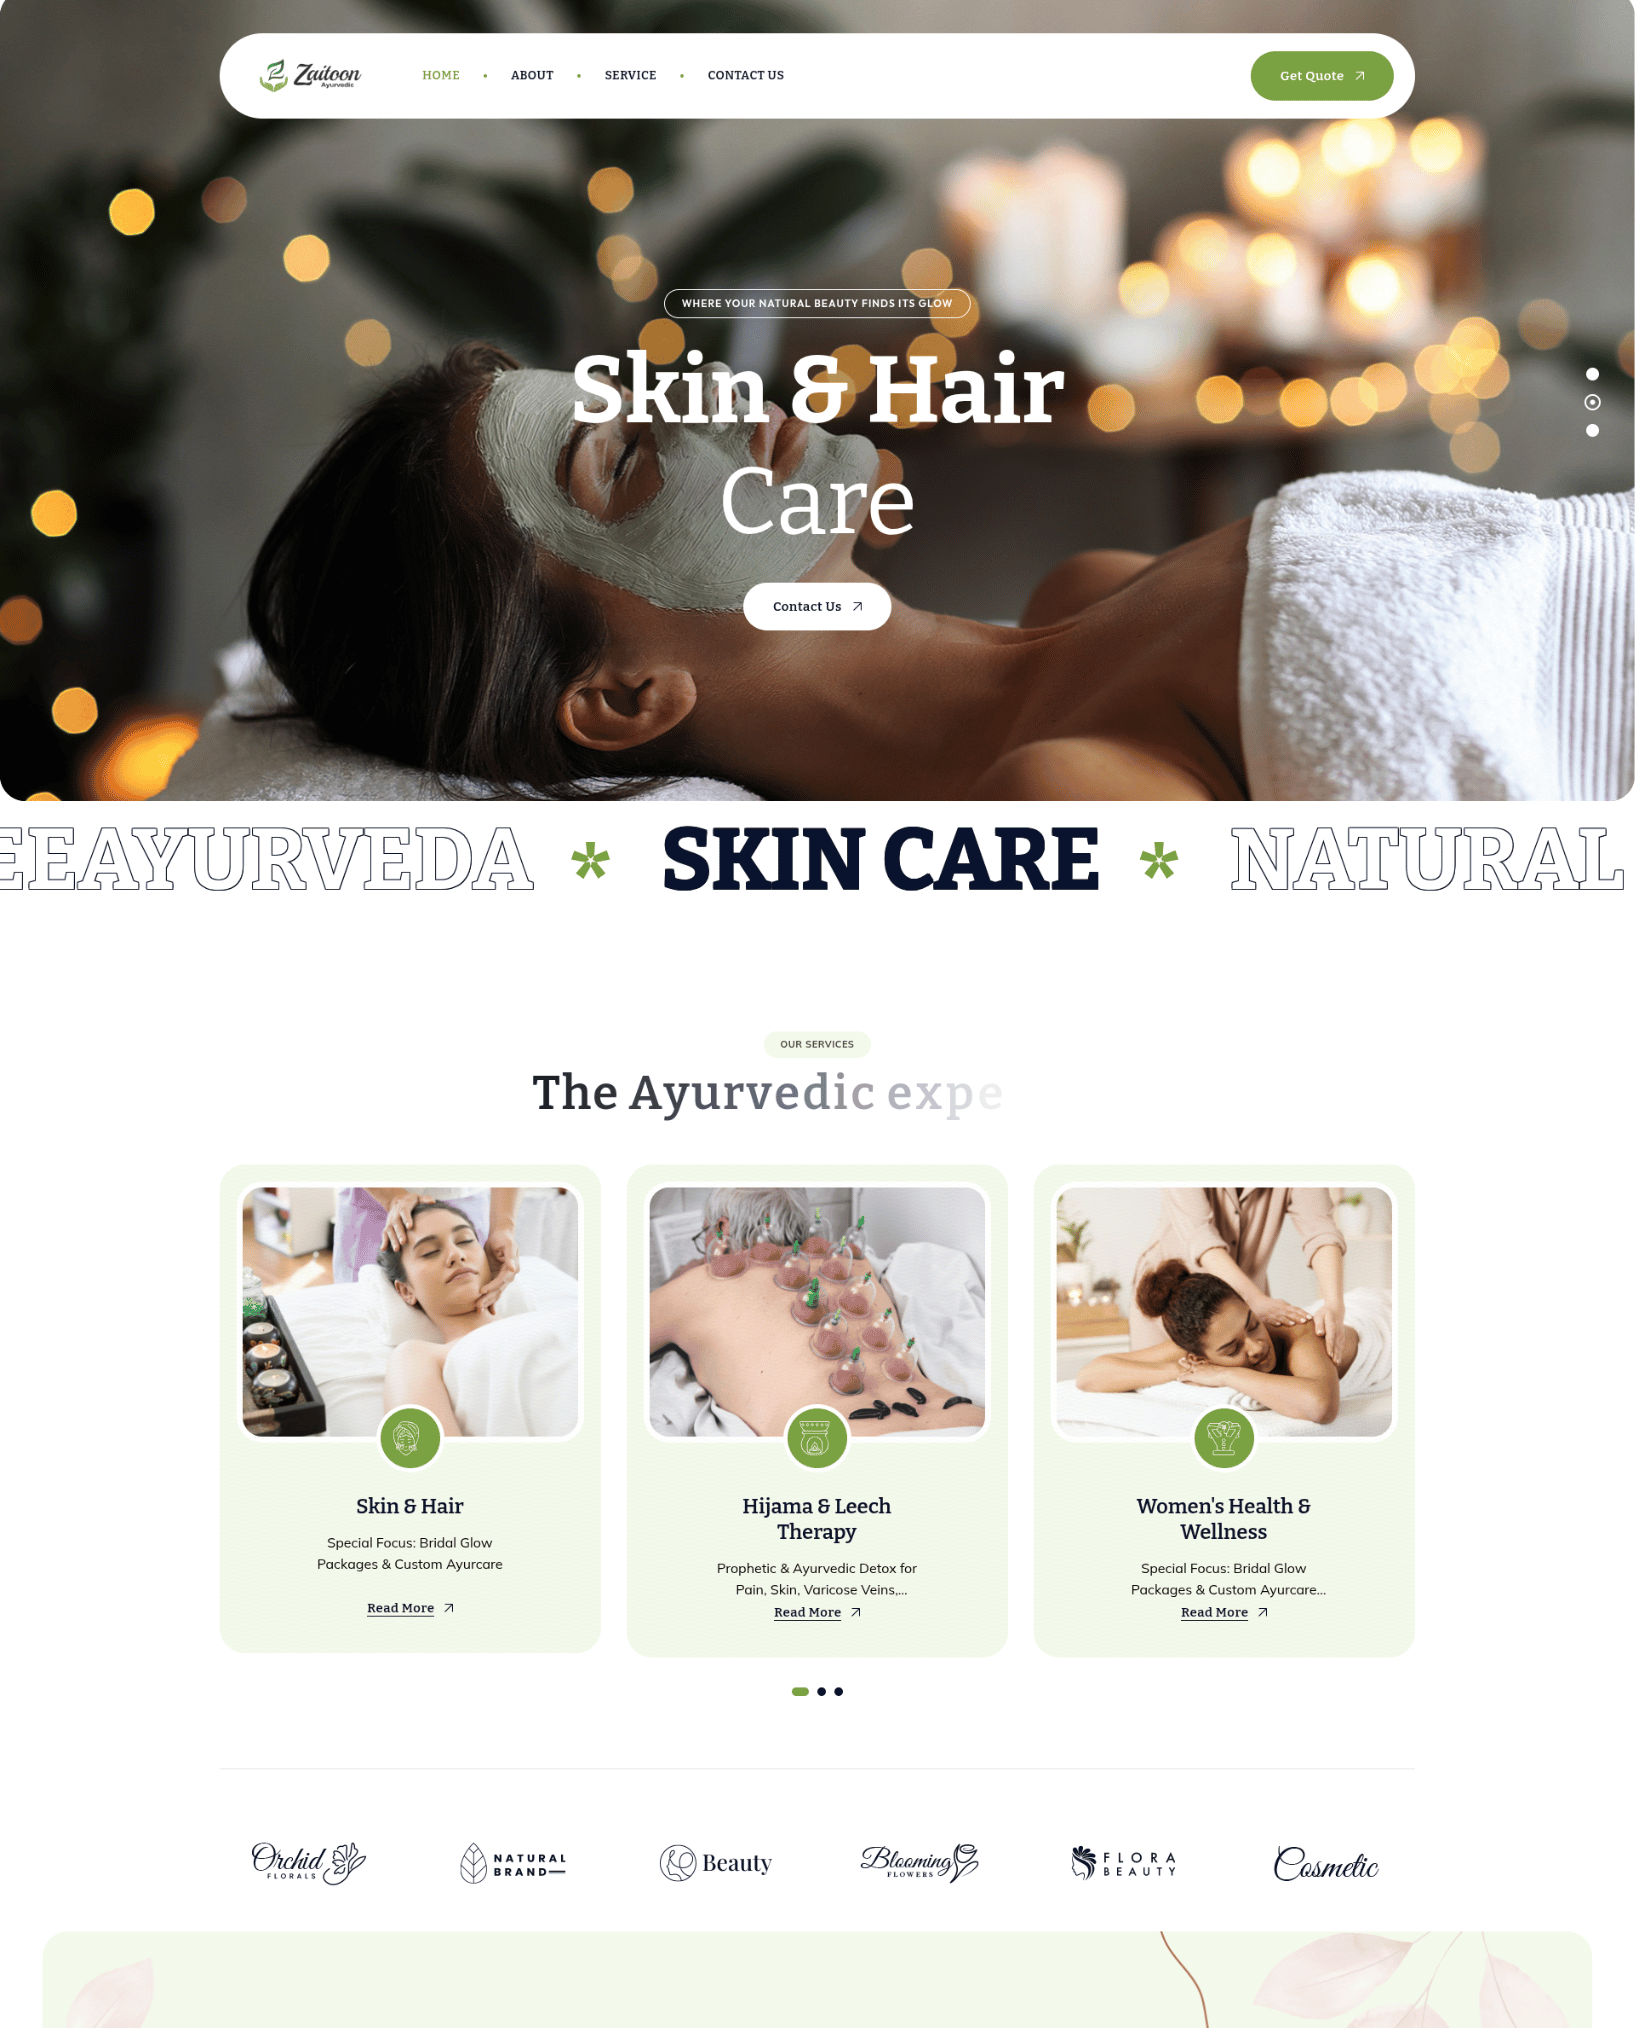 Zaitoon
Ayurvedic
HOME
ABOUT
SERVICE
CONTACT US
Get Quote
WHERE YOUR NATURAL BEAUTY FINDS ITS GLOW
Skin & Hair
Care
Contact Us
EEAYURVEDA
SKIN CARE
NATURAL
OUR SERVICES
The Ayurvedic expe
Skin & Hair
Special Focus: Bridal Glow
Packages & Custom Ayurcare
Read More
Hijama & Leech
Therapy
Prophetic & Ayurvedic Detox for
Pain, Skin, Varicose Veins,...
Read More
Women's Health &
Wellness
Special Focus: Bridal Glow
Packages & Custom Ayurcare...
Read More
Orchid
FLORALS
NATURAL
BRAND
Beauty
Blooming
FLOWERS
FLORA
BEAUTY
Cosmetic